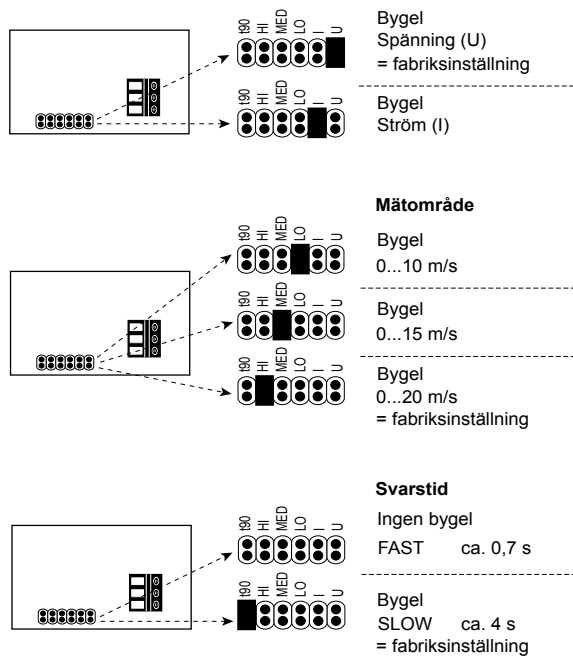 t90 HI MED LO I U
Bygel
Spänning (U)
= fabriksinställning
t90 HI MED LO I U
Bygel
Ström (I)
Mätområde
t90 HI MED LO I U
Bygel
0...10 m/s
t90 HI MED LO I U
Bygel
0...15 m/s
t90 HI MED LO I U
Bygel
0...20 m/s
= fabriksinställning
Svarstid
t90 HI MED LO I U
Ingen bygel
FAST ca. 0,7 s
t90 HI MED LO I U
Bygel
SLOW ca. 4 s
= fabriksinställning